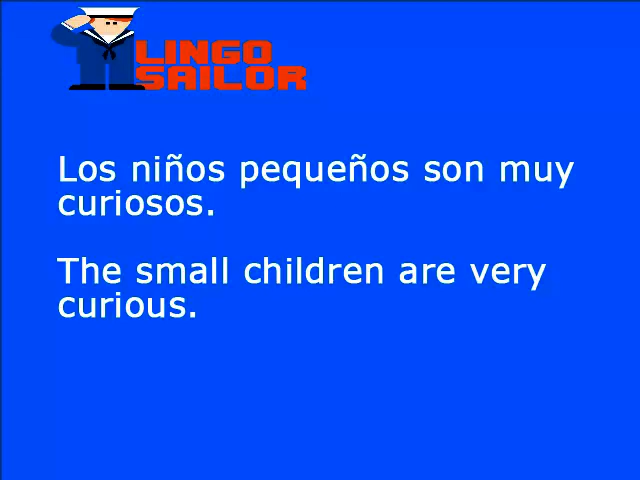 LINGO
SAILOR
Los niños pequeños son muy
curiosos.
The small children are very
curious.